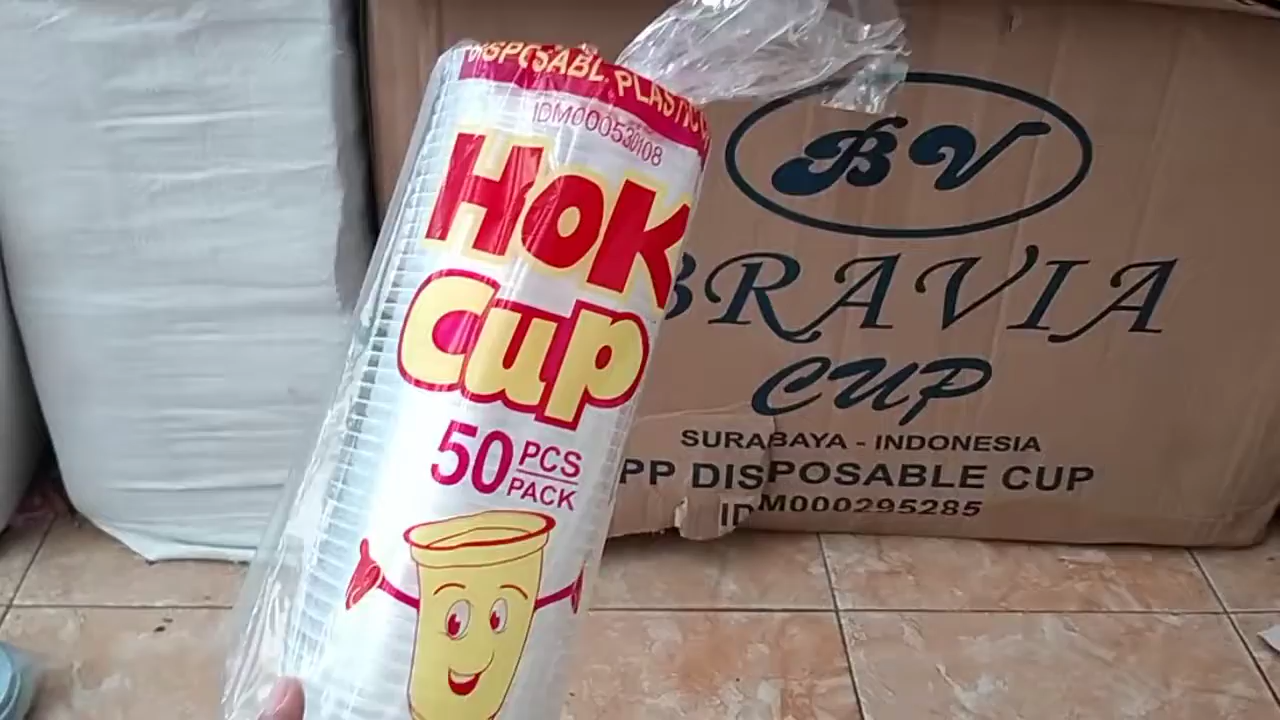 DISPOSABL PLASTIC
IDM000530108
HOK
Cup
50 PCS
PACK
BV
BRAVIA
CUP
SURABAYA - INDONESIA
PP DISPOSABLE CUP
IDM000295285